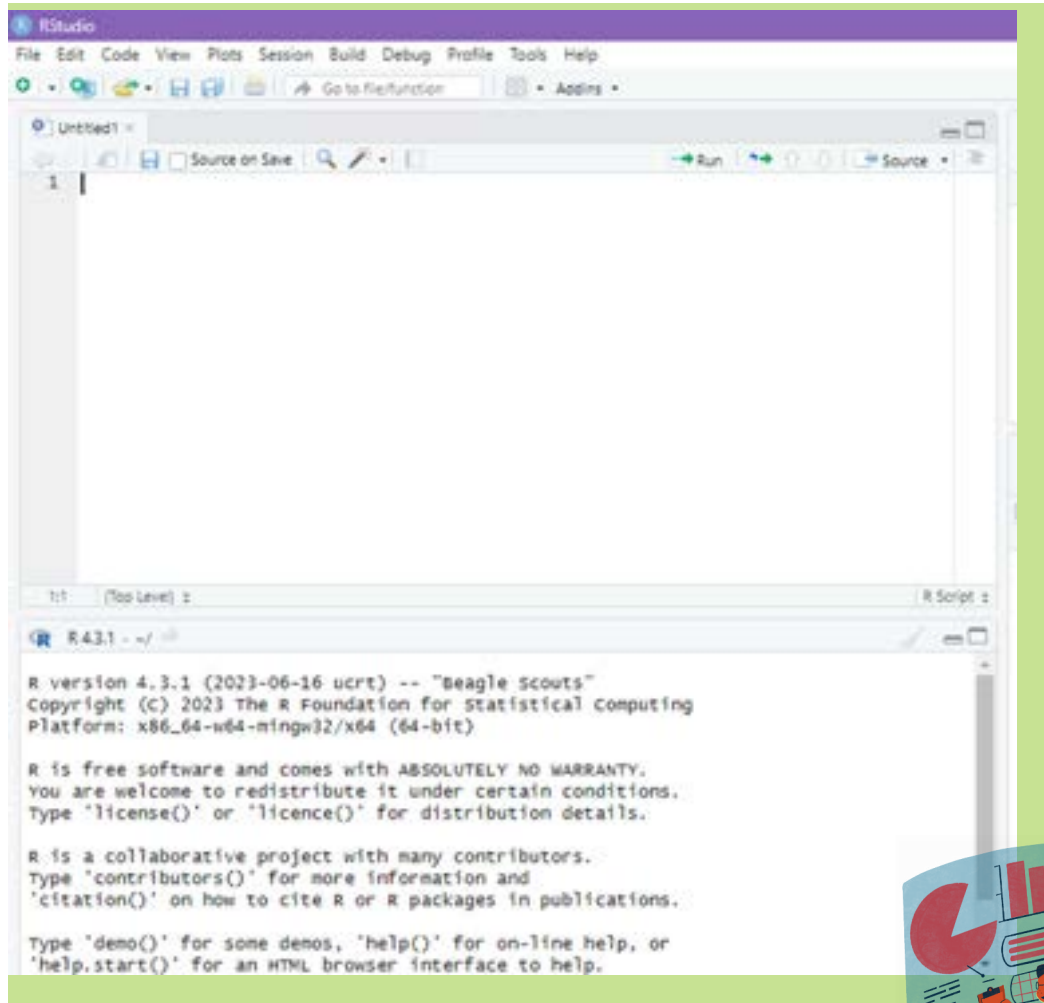 RStudio
File Edit Code View Plots Session Build Debug Profile Tools Help
Go to file/function Addins
Untitled1
Source on Save Run Source
1
1:1 (Top Level) R Script
R 4.3.1 · ~/
R version 4.3.1 (2023-06-16 ucrt) -- "Beagle Scouts"
Copyright (C) 2023 The R Foundation for Statistical Computing
Platform: x86_64-w64-mingw32/x64 (64-bit)
R is free software and comes with ABSOLUTELY NO WARRANTY.
You are welcome to redistribute it under certain conditions.
Type 'license()' or 'licence()' for distribution details.
R is a collaborative project with many contributors.
Type 'contributors()' for more information and
'citation()' on how to cite R or R packages in publications.
Type 'demo()' for some demos, 'help()' for on-line help, or
'help.start()' for an HTML browser interface to help.